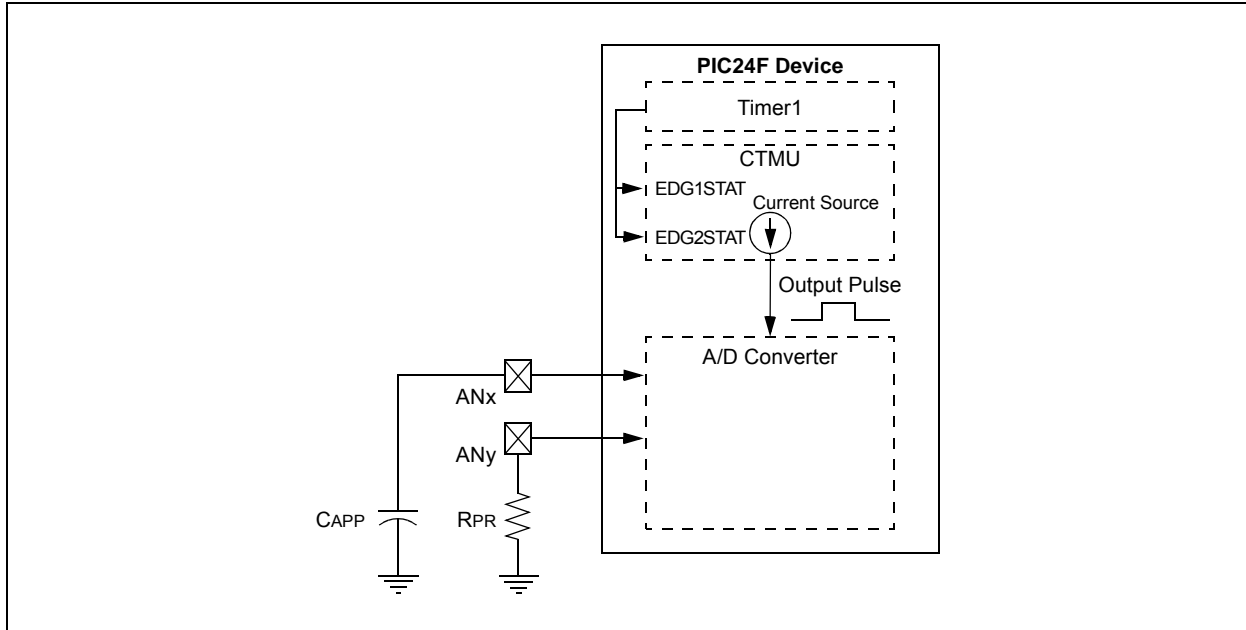 PIC24F Device
Timer1
CTMU
EDG1STAT
Current Source
EDG2STAT
Output Pulse
A/D Converter
ANx
ANy
CAPP
RPR